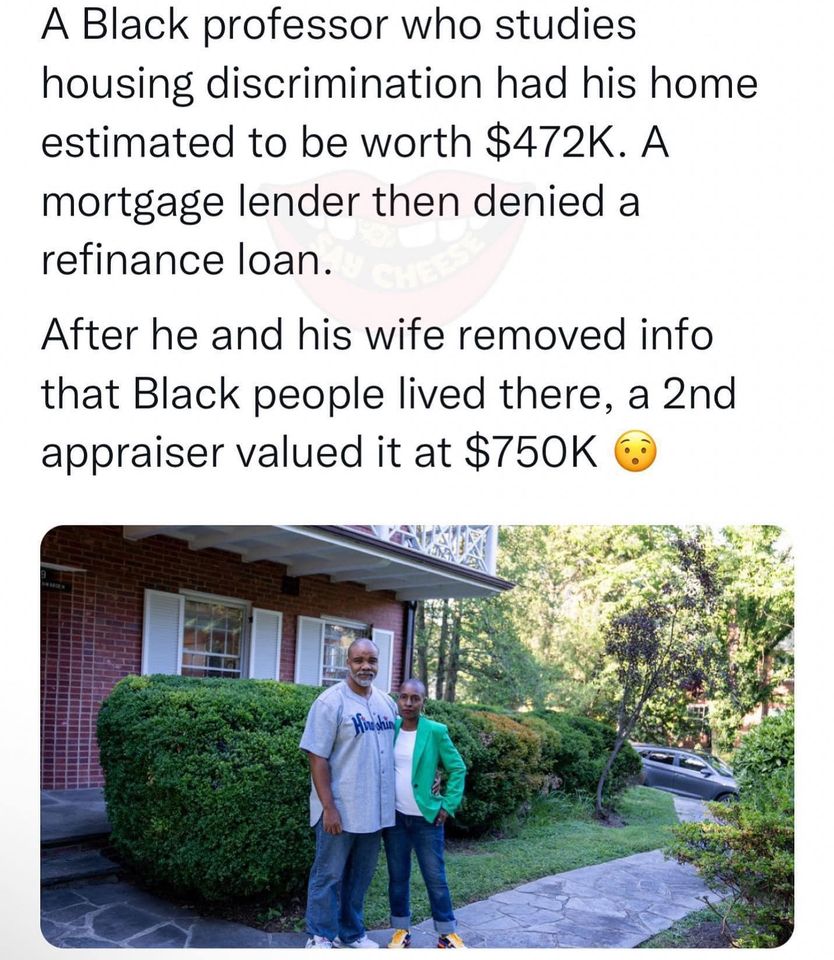 A Black professor who studies
housing discrimination had his home
estimated to be worth $472K. A
mortgage lender then denied a
refinance loan.
After he and his wife removed info
that Black people lived there, a 2nd
appraiser valued it at $750K 😯
SAY CHEESE